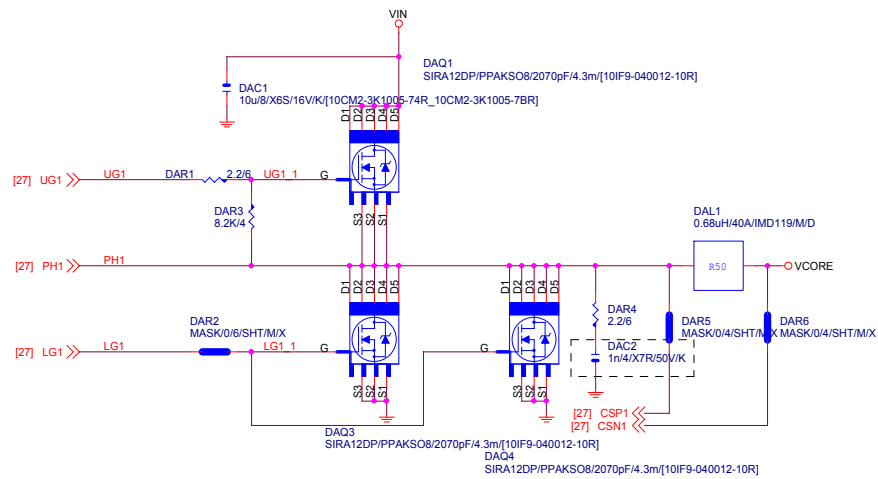 VIN
DAQ1
SIRA12DP/PPAKSO8/2070pF/4.3m/[10IF9-040012-10R]
DAC1
10u/8/X6S/16V/K/[10CM2-3K1005-74R_10CM2-3K1005-7BR]
D1
D2
D3
D4
D5
[27] UG1
UG1
DAR1
2.2/6
UG1_1
G
DAR3
8.2K/4
S3
S2
S1
DAL1
0.68uH/40A/IMD119/M/D
[27] PH1
PH1
R50
VCORE
D1
D2
D3
D4
D5
D1
D2
D3
D4
D5
DAR2
MASK/0/6/SHT/M/X
DAR4
2.2/6
DAR5
MASK/0/4/SHT/M/X
DAR6
MASK/0/4/SHT/M/X
[27] LG1
LG1
LG1_1
G
G
DAC2
1n/4/X7R/50V/K
S3
S2
S1
S3
S2
S1
[27] CSP1
[27] CSN1
DAQ3
SIRA12DP/PPAKSO8/2070pF/4.3m/[10IF9-040012-10R]
DAQ4
SIRA12DP/PPAKSO8/2070pF/4.3m/[10IF9-040012-10R]